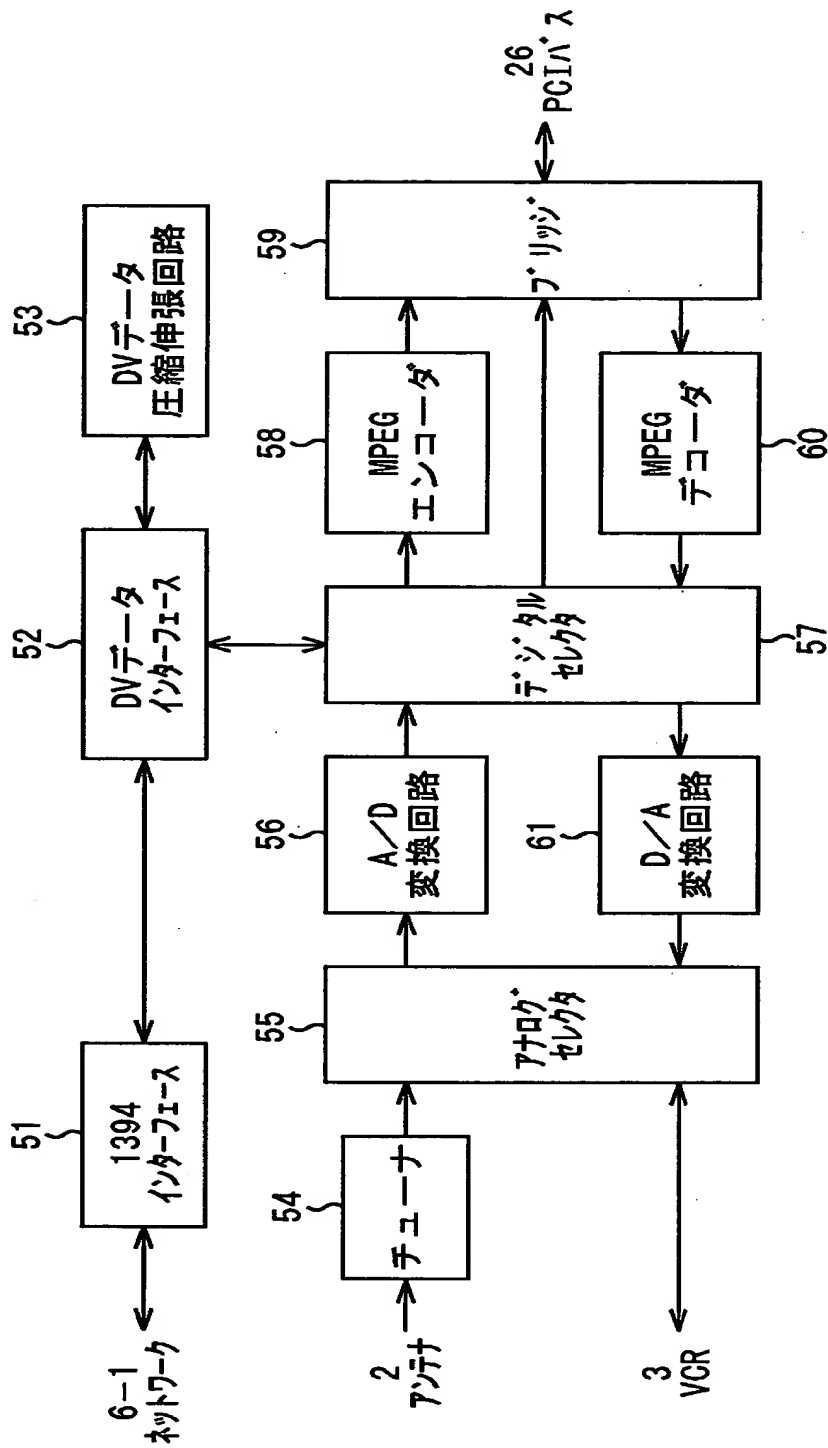 6-1
ネットワーク
51
1394
インターフェース
52
DVデータ
インターフェース
53
DVデータ
圧縮伸張回路
2
アンテナ
54
チューナ
3
VCR
55
アナログ
セレクタ
56
A/D
変換回路
61
D/A
変換回路
57
デジタル
セレクタ
58
MPEG
エンコーダ
60
MPEG
デコーダ
59
ブリッジ
26
PCIバス